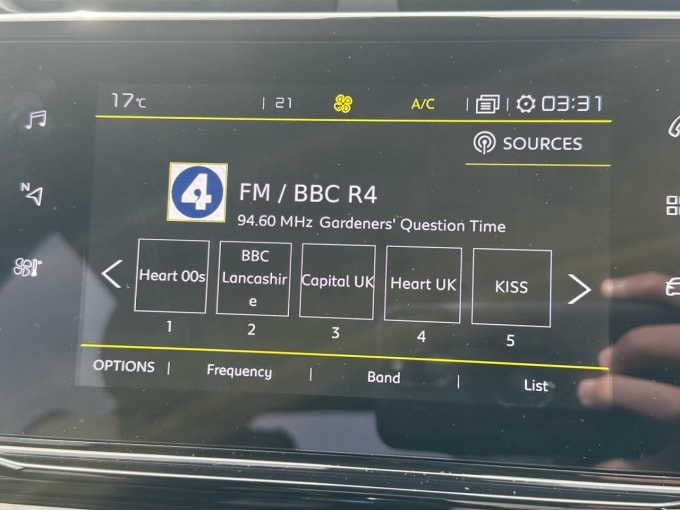 17°C | 21 A/C | | 03:31
SOURCES
4 FM / BBC R4
94.60 MHz Gardeners' Question Time
N
Heart 00s
BBC
Lancashir
e
Capital UK
Heart UK
KISS
1 2 3 4 5
OPTIONS | Frequency | Band | List